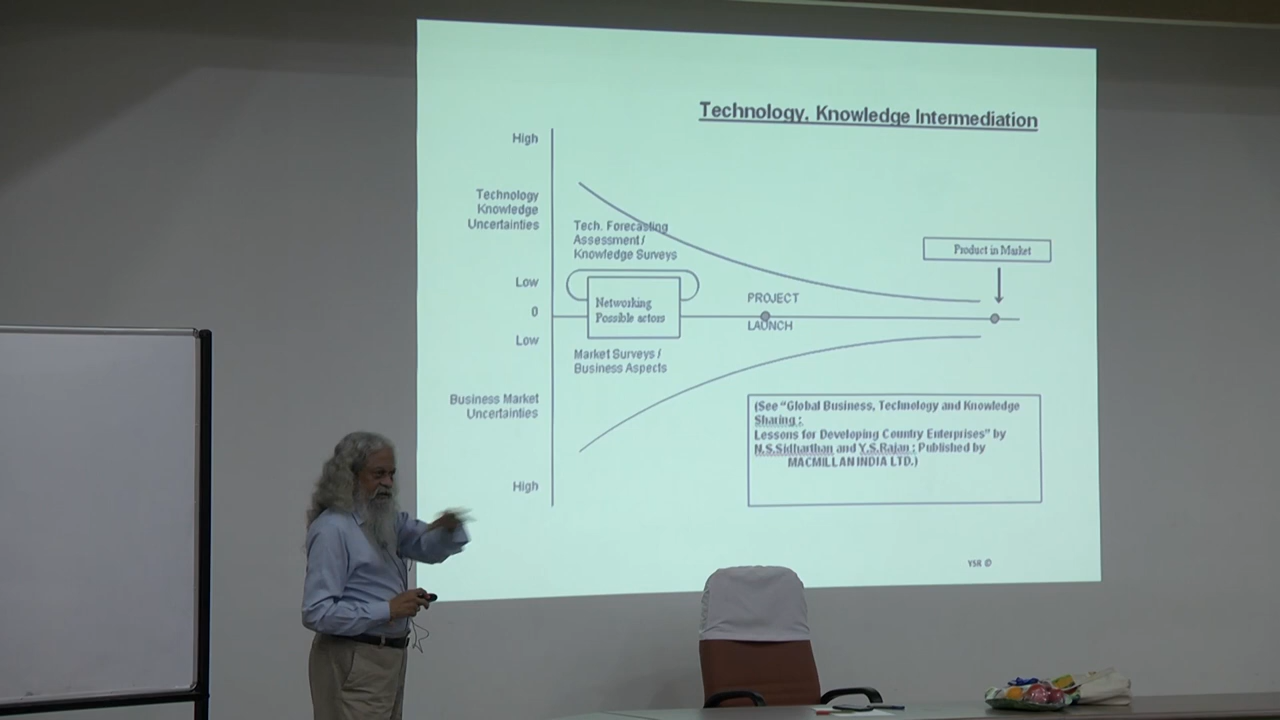 Technology, Knowledge Intermediation
High
Technology
Knowledge
Uncertainties
Tech. Forecasting
Assessment /
Knowledge Surveys
Product in Market
Low
Networking
Possible actors
PROJECT
0
LAUNCH
Low
Market Surveys /
Business Aspects
Business Market
Uncertainties
(See "Global Business, Technology and Knowledge
Sharing :
Lessons for Developing Country Enterprises" by
N.S.Sidharthan and Y.S.Rajan ; Published by
MACMILLAN INDIA LTD.)
High
YSR ©